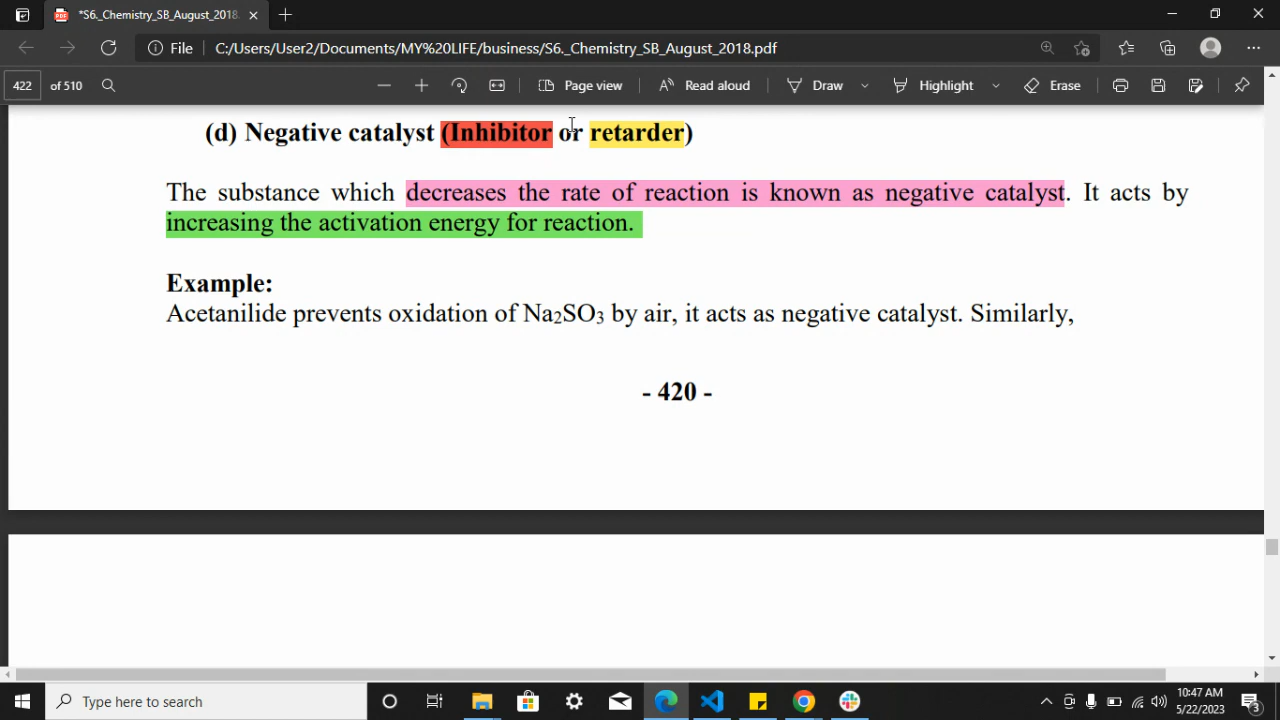 *S6._Chemistry_SB_August_2018.
File C:/Users/User2/Documents/MY%20LIFE/business/S6._Chemistry_SB_August_2018.pdf
422 of 510 Page view Read aloud Draw Highlight Erase
(d) Negative catalyst (Inhibitor or retarder)
The substance which decreases the rate of reaction is known as negative catalyst. It acts by
increasing the activation energy for reaction.
Example:
Acetanilide prevents oxidation of Na₂SO₃ by air, it acts as negative catalyst. Similarly,
- 420 -
Type here to search
10:47 AM
5/22/2023
3